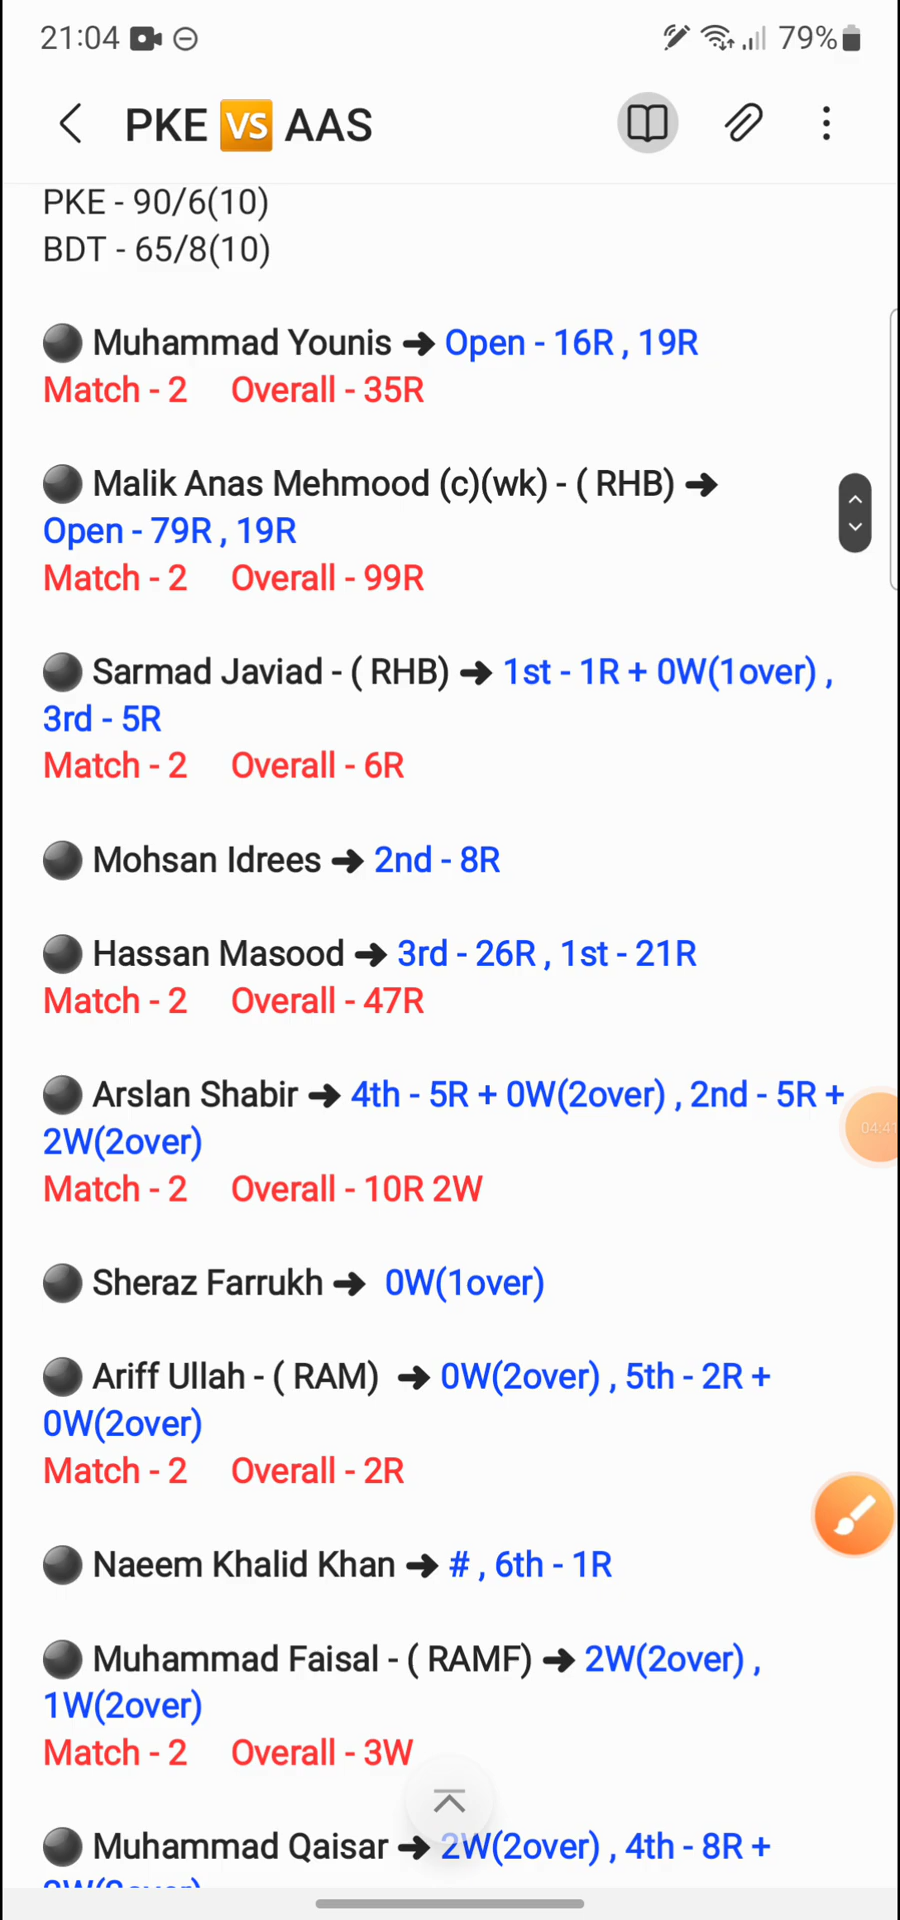 21:04 79%
PKE VS AAS
PKE - 90/6(10)
BDT - 65/8(10)
Muhammad Younis ➔ Open - 16R , 19R
Match - 2 Overall - 35R
Malik Anas Mehmood (c)(wk) - ( RHB) ➔
Open - 79R , 19R
Match - 2 Overall - 99R
Sarmad Javiad - ( RHB) ➔ 1st - 1R + 0W(1over) ,
3rd - 5R
Match - 2 Overall - 6R
Mohsan Idrees ➔ 2nd - 8R
Hassan Masood ➔ 3rd - 26R , 1st - 21R
Match - 2 Overall - 47R
Arslan Shabir ➔ 4th - 5R + 0W(2over) , 2nd - 5R +
2W(2over)
04:41
Match - 2 Overall - 10R 2W
Sheraz Farrukh ➔ 0W(1over)
Ariff Ullah - ( RAM) ➔ 0W(2over) , 5th - 2R +
0W(2over)
Match - 2 Overall - 2R
Naeem Khalid Khan ➔ # , 6th - 1R
Muhammad Faisal - ( RAMF) ➔ 2W(2over) ,
1W(2over)
Match - 2 Overall - 3W
Muhammad Qaisar ➔ 2W(2over) , 4th - 8R +